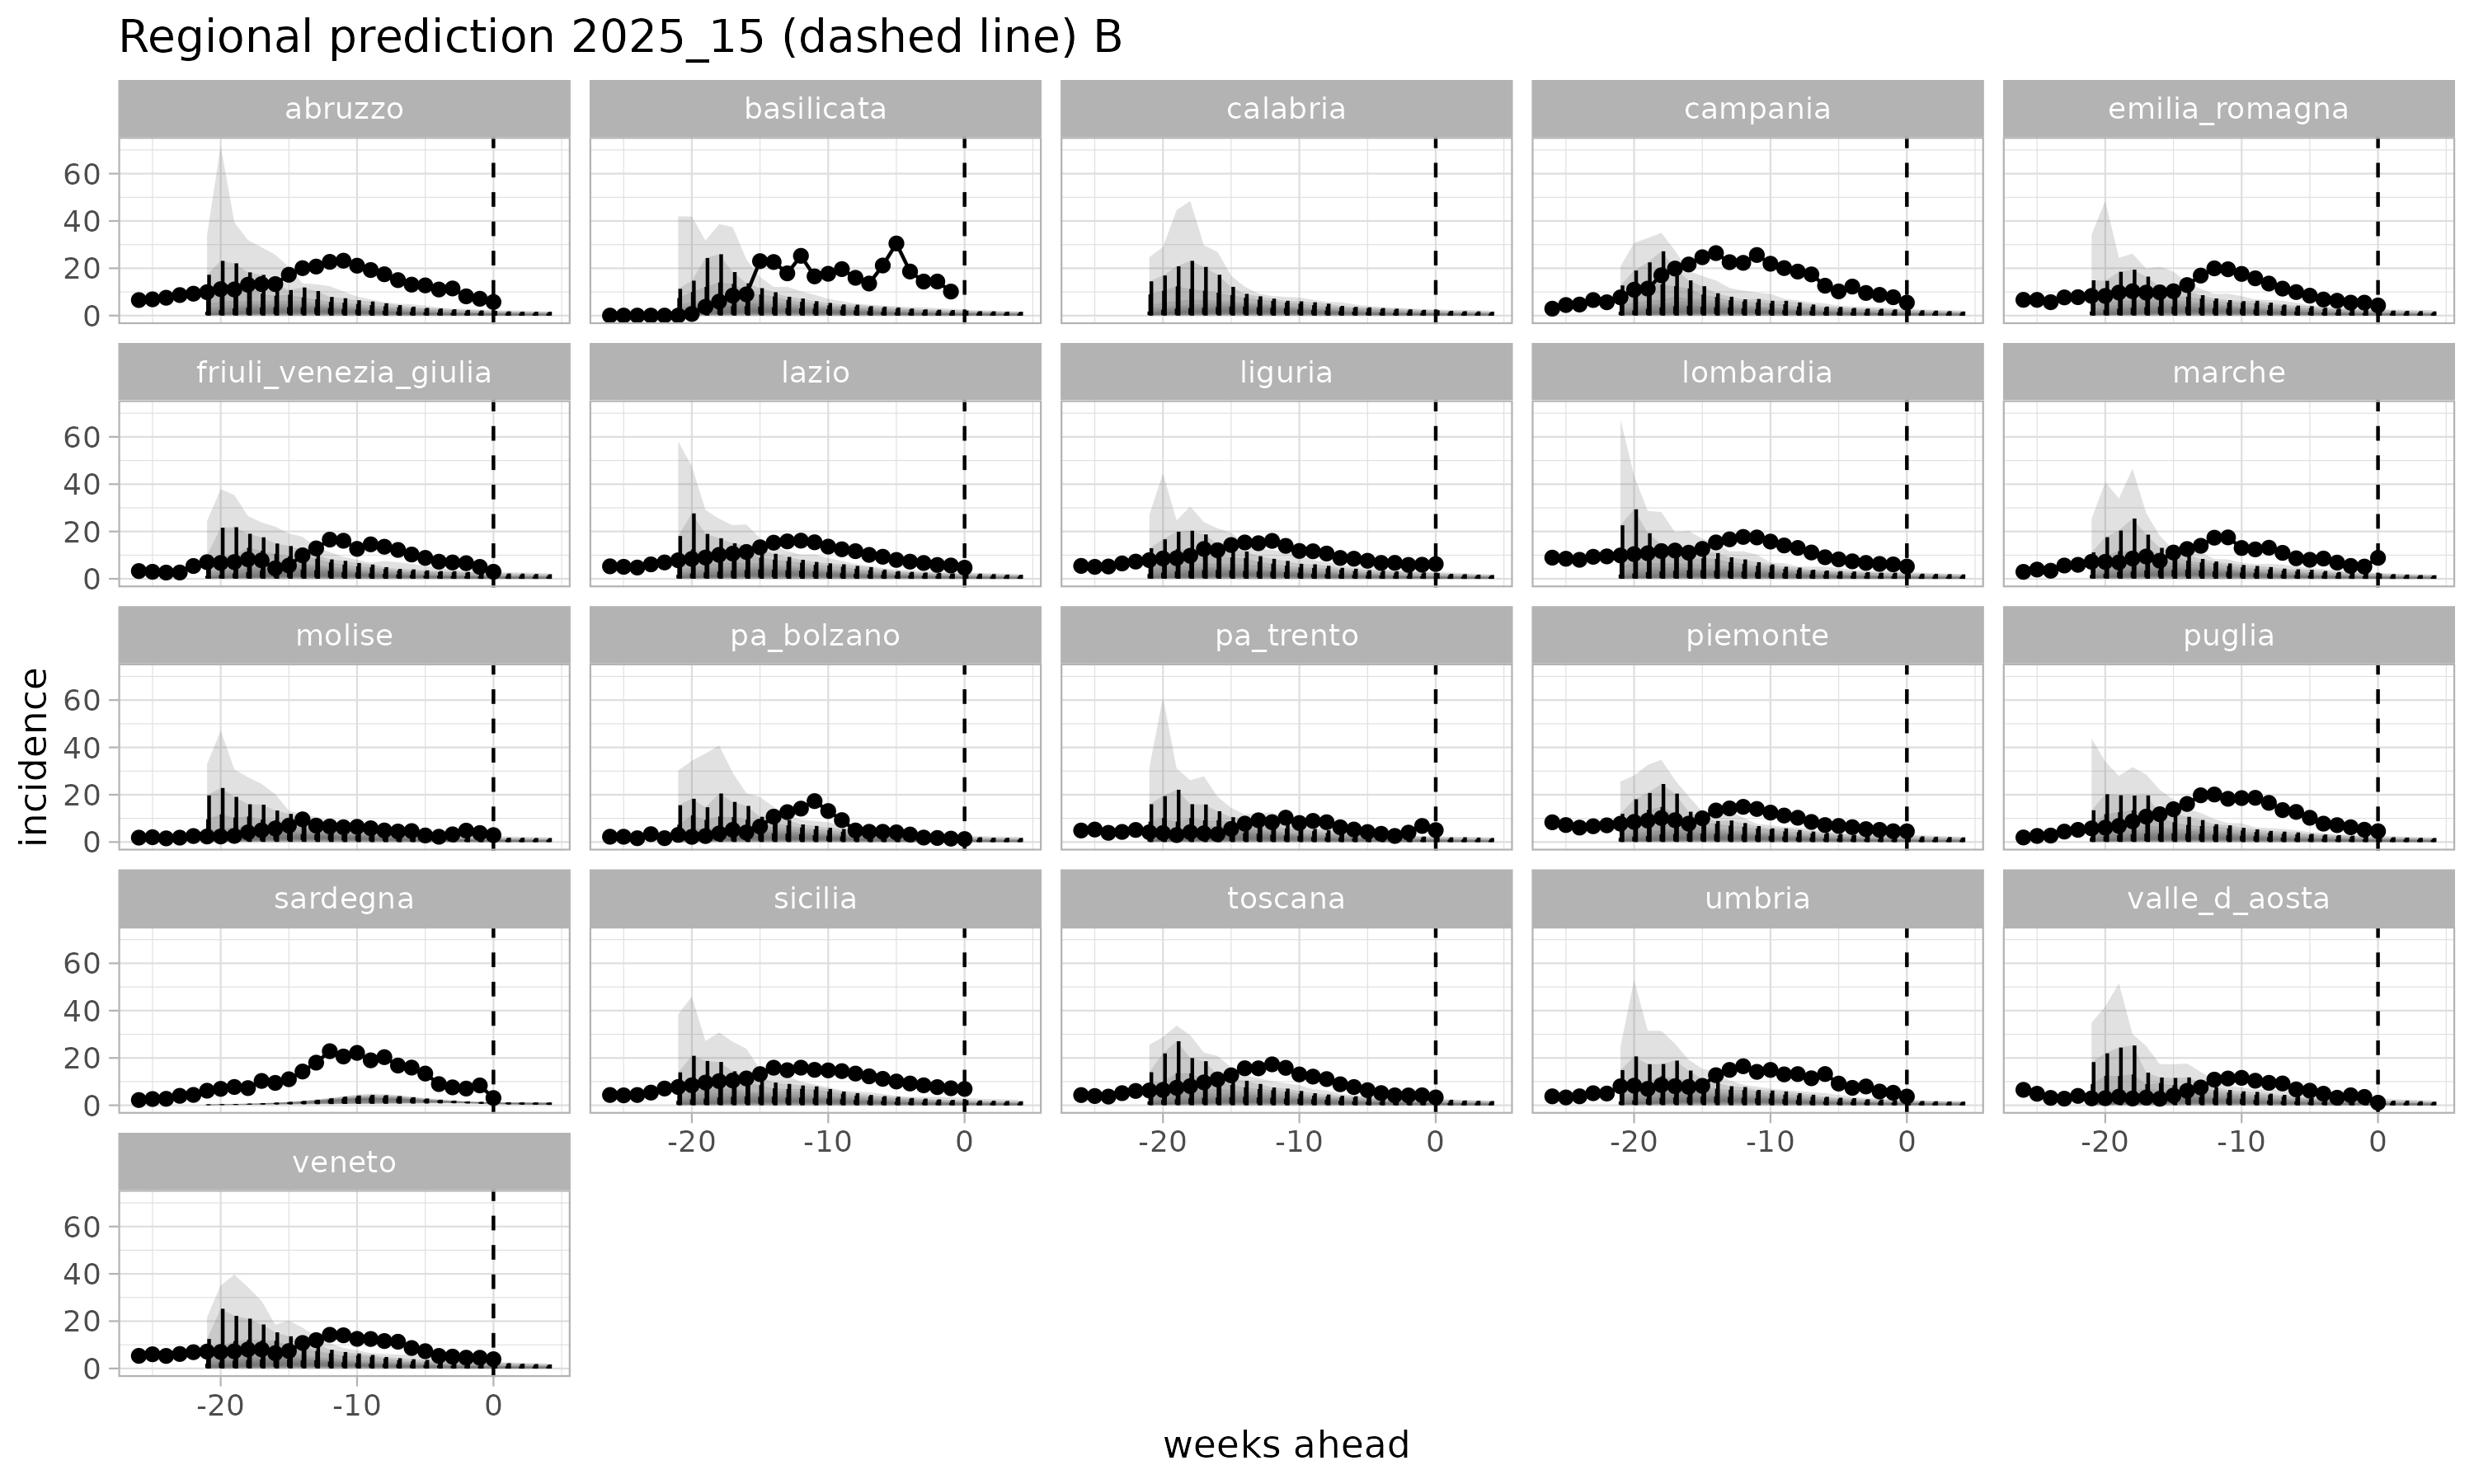 Regional prediction 2025_15 (dashed line) B
abruzzo
basilicata
calabria
campania
emilia_romagna
60
40
20
0
friuli_venezia_giulia
lazio
liguria
lombardia
marche
60
40
20
0
molise
pa_bolzano
pa_trento
piemonte
puglia
60
40
20
0
incidence
sardegna
sicilia
toscana
umbria
valle_d_aosta
60
40
20
0
-20 -10 0
-20 -10 0
-20 -10 0
-20 -10 0
veneto
60
40
20
0
-20 -10 0
weeks ahead